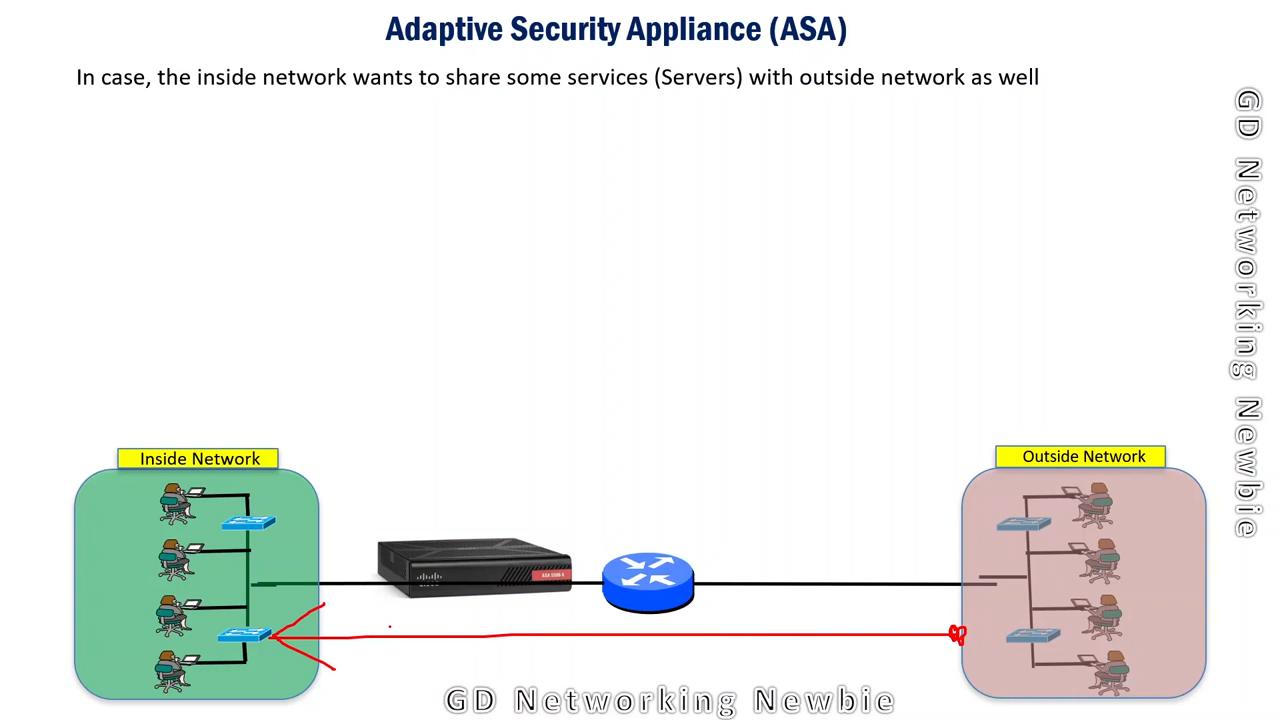 Adaptive Security Appliance (ASA)
In case, the inside network wants to share some services (Servers) with outside network as well
GD Networking Newbie
Inside Network
Outside Network
GD Networking Newbie